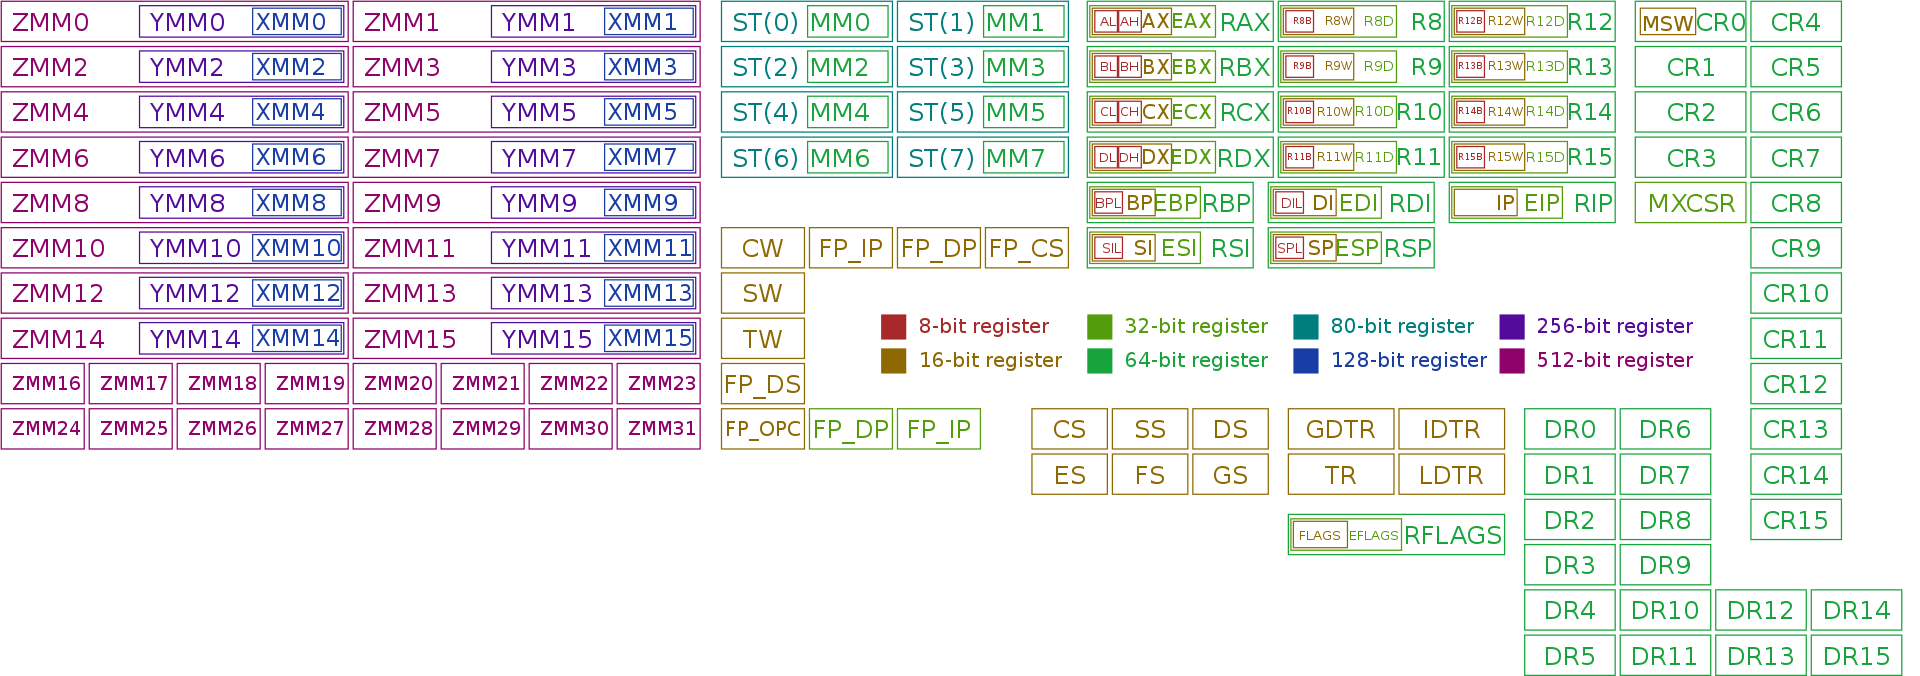 ZMM0 YMM0 XMM0 ZMM1 YMM1 XMM1 ST(0) MM0 ST(1) MM1 AL AH AX EAX RAX R8B R8W R8D R8 R12B R12W R12D R12 MSW CR0 CR4
ZMM2 YMM2 XMM2 ZMM3 YMM3 XMM3 ST(2) MM2 ST(3) MM3 BL BH BX EBX RBX R9B R9W R9D R9 R13B R13W R13D R13 CR1 CR5
ZMM4 YMM4 XMM4 ZMM5 YMM5 XMM5 ST(4) MM4 ST(5) MM5 CL CH CX ECX RCX R10B R10W R10D R10 R14B R14W R14D R14 CR2 CR6
ZMM6 YMM6 XMM6 ZMM7 YMM7 XMM7 ST(6) MM6 ST(7) MM7 DL DH DX EDX RDX R11B R11W R11D R11 R15B R15W R15D R15 CR3 CR7
ZMM8 YMM8 XMM8 ZMM9 YMM9 XMM9 BPL BP EBP RBP DIL DI EDI RDI IP EIP RIP MXCSR CR8
ZMM10 YMM10 XMM10 ZMM11 YMM11 XMM11 CW FP_IP FP_DP FP_CS SIL SI ESI RSI SPL SP ESP RSP CR9
ZMM12 YMM12 XMM12 ZMM13 YMM13 XMM13 SW CR10
ZMM14 YMM14 XMM14 ZMM15 YMM15 XMM15 TW 8-bit register 32-bit register 80-bit register 256-bit register CR11
16-bit register 64-bit register 128-bit register 512-bit register
ZMM16 ZMM17 ZMM18 ZMM19 ZMM20 ZMM21 ZMM22 ZMM23 FP_DS CR12
ZMM24 ZMM25 ZMM26 ZMM27 ZMM28 ZMM29 ZMM30 ZMM31 FP_OPC FP_DP FP_IP CS SS DS GDTR IDTR DR0 DR6 CR13
ES FS GS TR LDTR DR1 DR7 CR14
DR2 DR8 CR15
FLAGS EFLAGS RFLAGS
DR3 DR9
DR4 DR10 DR12 DR14
DR5 DR11 DR13 DR15